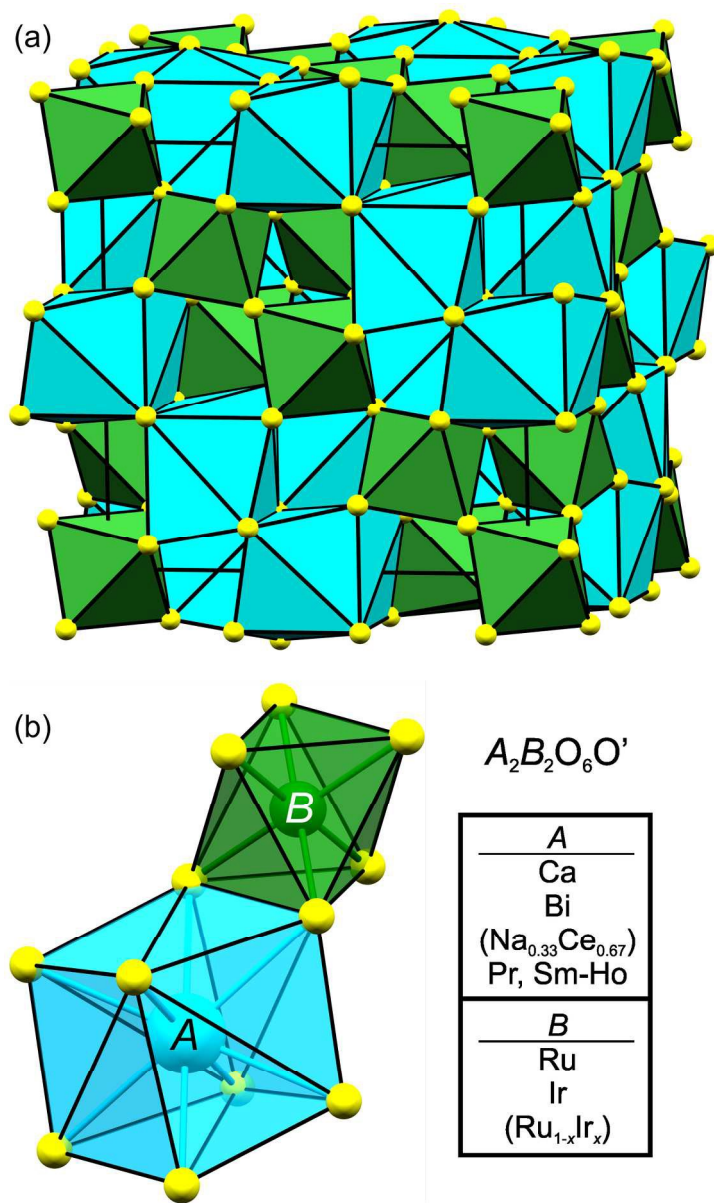 (a)
(b)
B
A
A₂B₂O₆O’
A
Ca
Bi
(Na₀.₃₃Ce₀.₆₇)
Pr, Sm-Ho
B
Ru
Ir
(Ru₁₋ₓIrₓ)